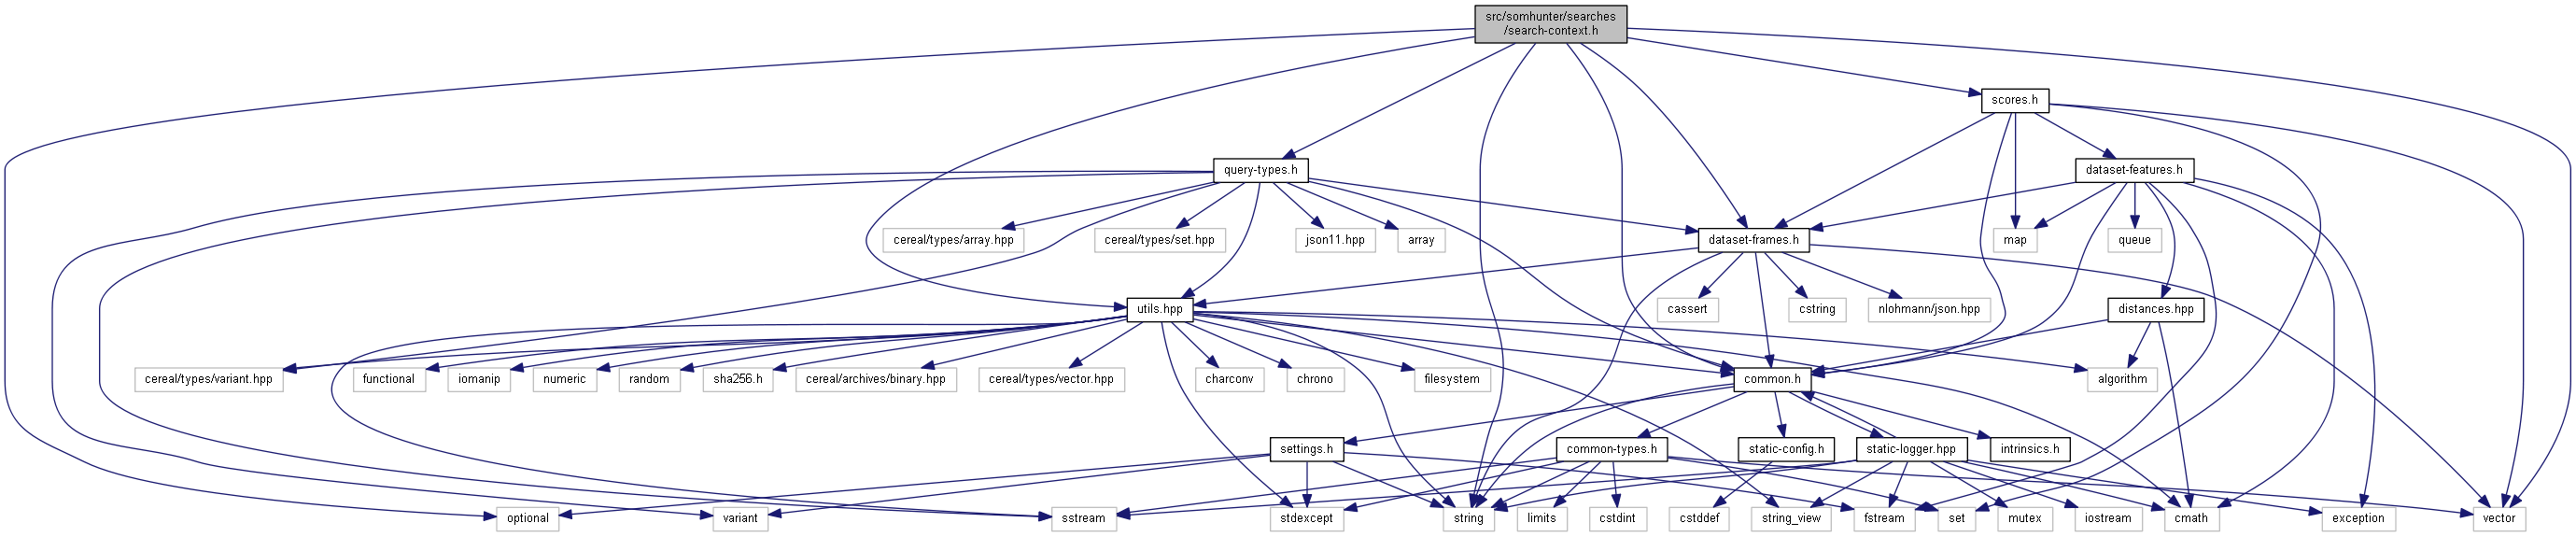 src/somhunter/searches
/search-context.h
scores.h
query-types.h
dataset-features.h
cereal/types/array.hpp
cereal/types/set.hpp
json11.hpp
array
dataset-frames.h
map
queue
utils.hpp
cassert
cstring
nlohmann/json.hpp
distances.hpp
cereal/types/variant.hpp
functional
iomanip
numeric
random
sha256.h
cereal/archives/binary.hpp
cereal/types/vector.hpp
charconv
chrono
filesystem
common.h
algorithm
settings.h
common-types.h
static-config.h
static-logger.hpp
intrinsics.h
optional
variant
sstream
stdexcept
string
limits
cstdint
cstddef
string_view
fstream
set
mutex
iostream
cmath
exception
vector